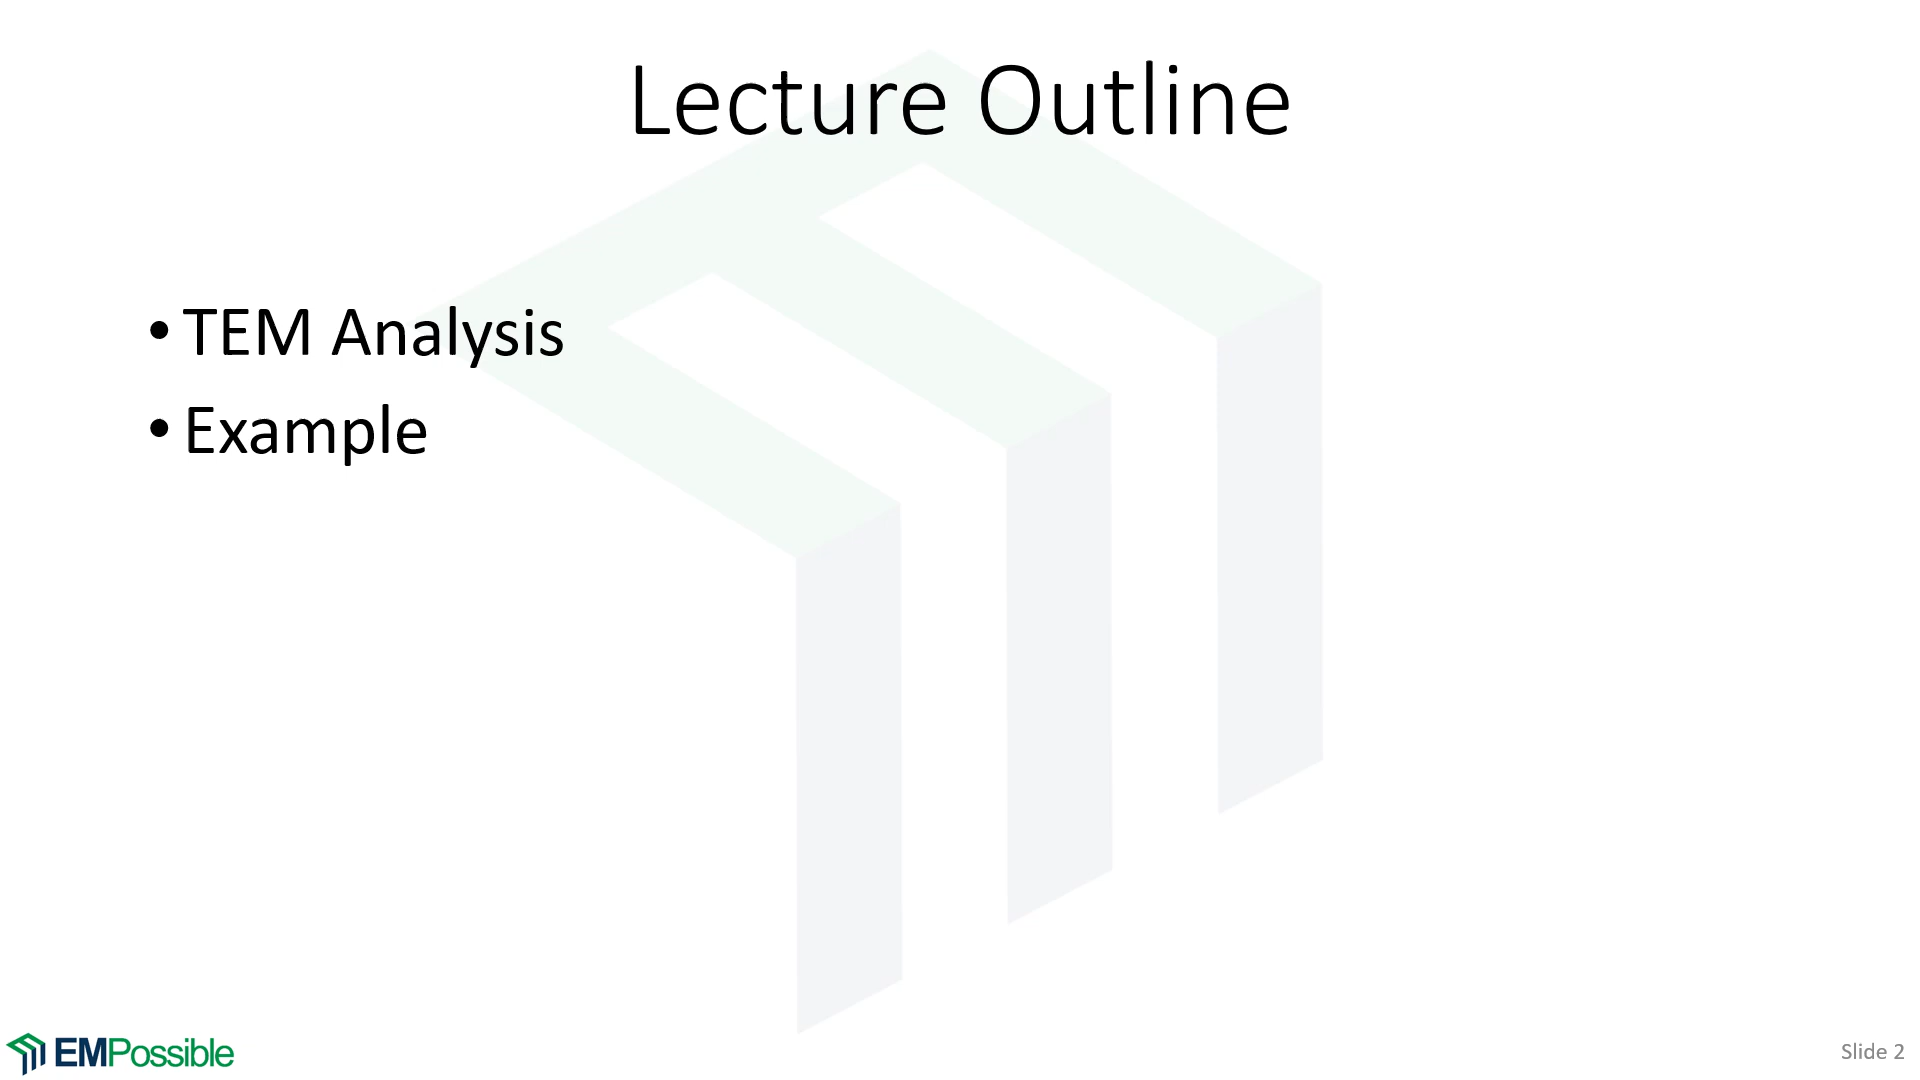 Lecture Outline
• TEM Analysis
• Example
EMPossible
Slide 2